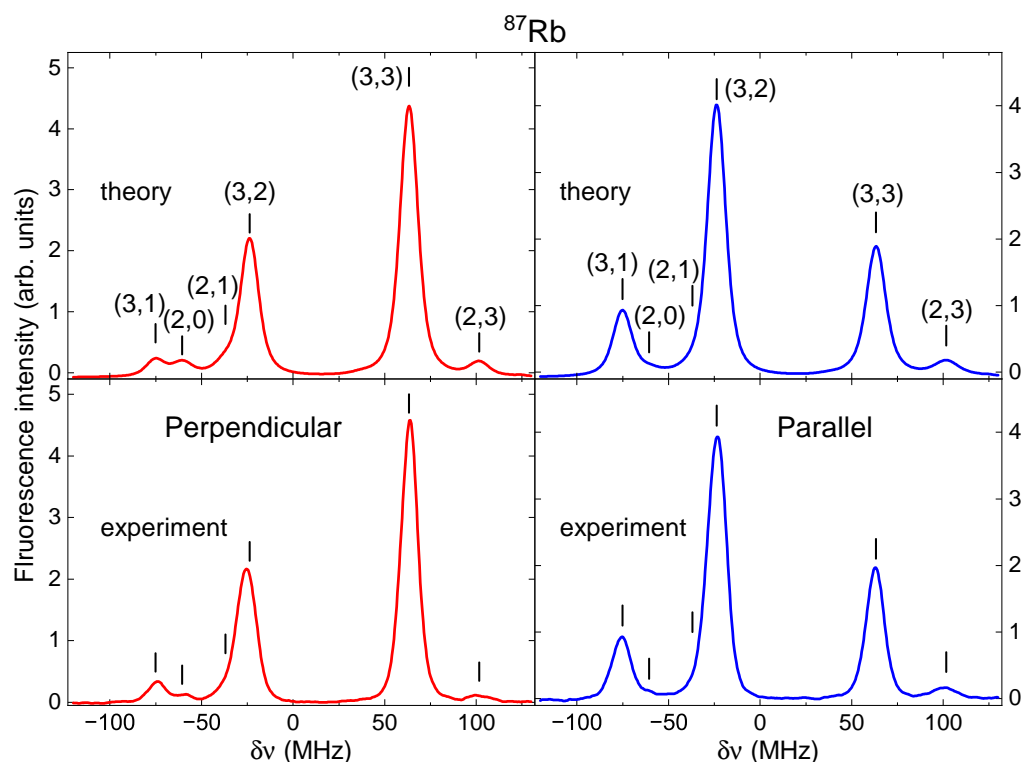 ⁸⁷Rb
FIruorescence intensity (arb. units)
5
4
3
2
1
0
theory
(3,1)
(2,0)
(2,1)
(3,2)
(3,3)
(2,3)
theory
(3,1)
(2,0)
(2,1)
(3,2)
(3,3)
(2,3)
4
3
2
1
0
5
4
3
2
1
0
Perpendicular
experiment
Parallel
experiment
4
3
2
1
0
−100 −50 0 50 100
−100 −50 0 50 100
δν (MHz)
δν (MHz)